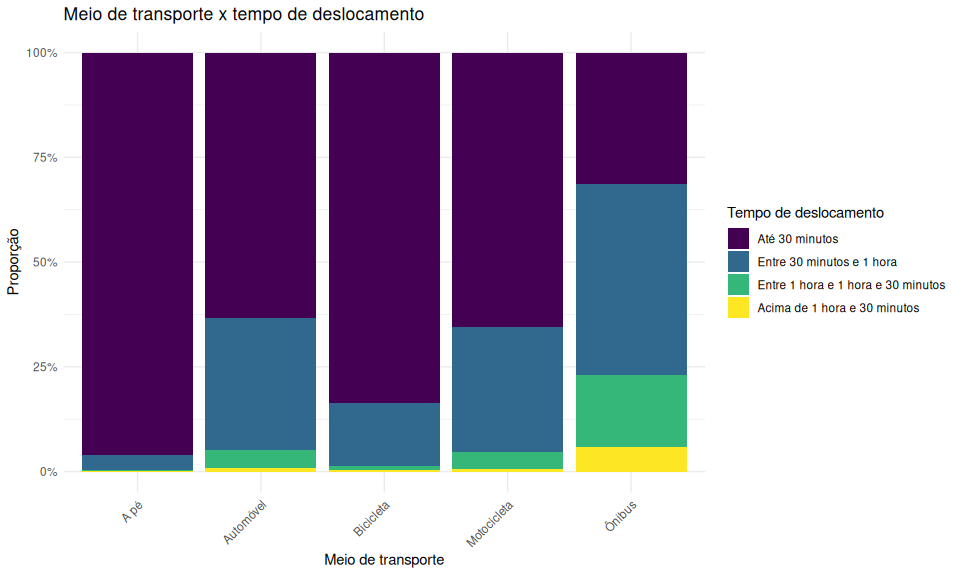 Meio de transporte x tempo de deslocamento
100%
75%
50%
25%
0%
Proporção
A pé
Automóvel
Bicicleta
Motocicleta
Ônibus
Meio de transporte
Tempo de deslocamento
Até 30 minutos
Entre 30 minutos e 1 hora
Entre 1 hora e 1 hora e 30 minutos
Acima de 1 hora e 30 minutos